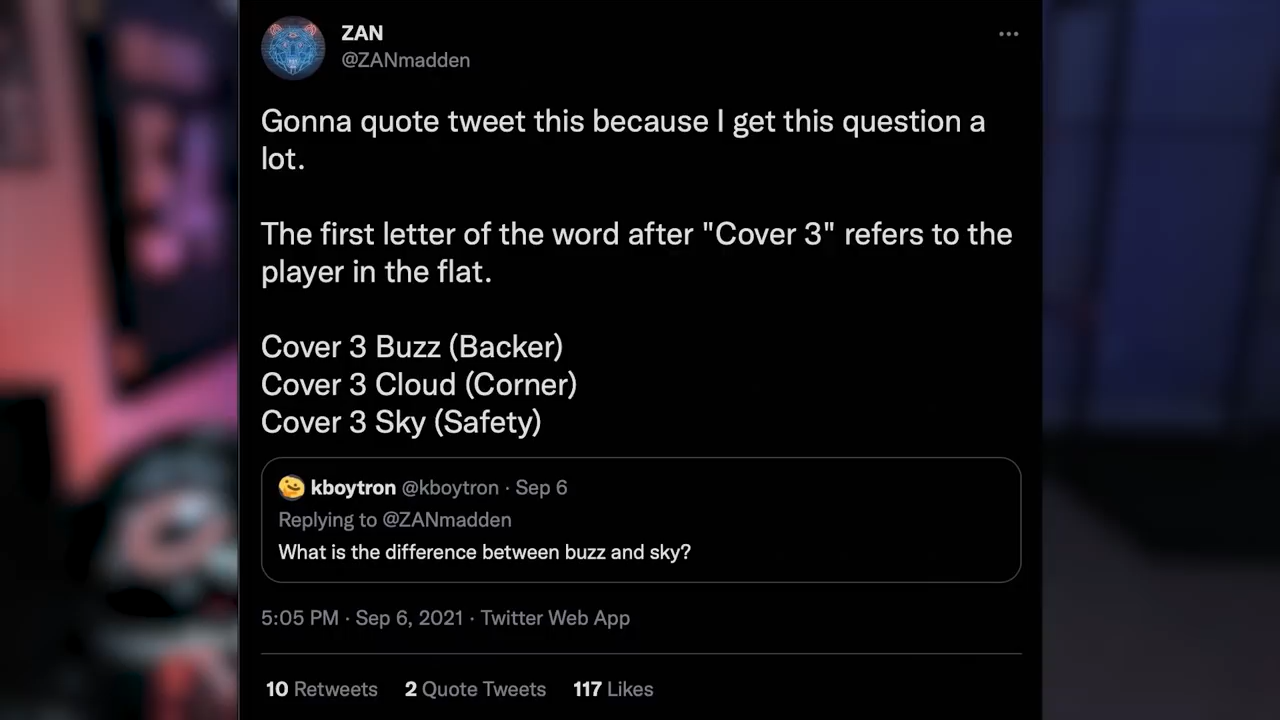 ZAN
@ZANmadden
Gonna quote tweet this because I get this question a
lot.
The first letter of the word after "Cover 3" refers to the
player in the flat.
Cover 3 Buzz (Backer)
Cover 3 Cloud (Corner)
Cover 3 Sky (Safety)
kboytron @kboytron · Sep 6
Replying to @ZANmadden
What is the difference between buzz and sky?
5:05 PM · Sep 6, 2021 · Twitter Web App
10 Retweets 2 Quote Tweets 117 Likes